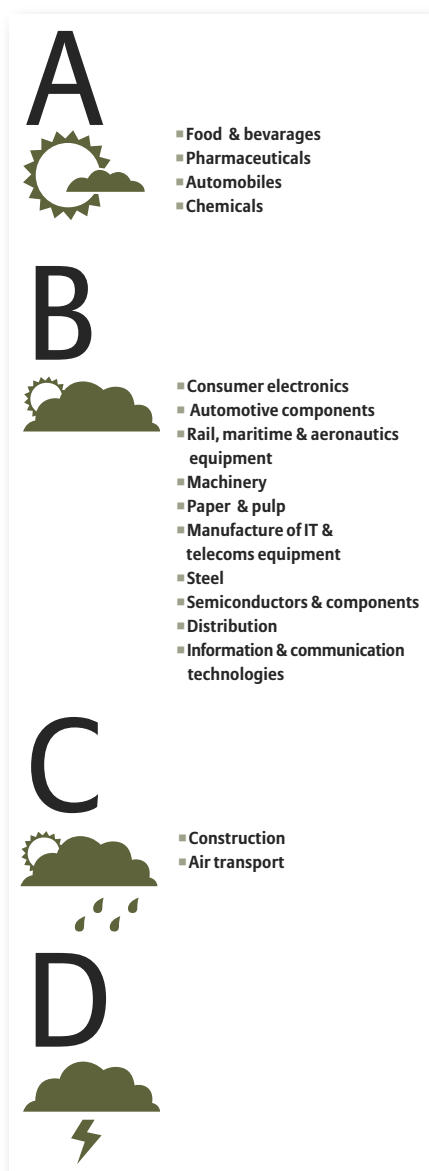 A
Food & bevarages
Pharmaceuticals
Automobiles
Chemicals
B
Consumer electronics
Automotive components
Rail, maritime & aeronautics
equipment
Machinery
Paper & pulp
Manufacture of IT &
telecoms equipment
Steel
Semiconductors & components
Distribution
Information & communication
technologies
C
Construction
Air transport
D